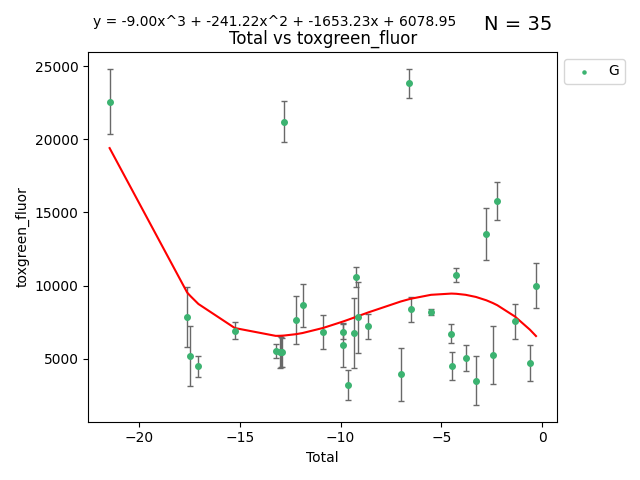 y = -9.00x^3 + -241.22x^2 + -1653.23x + 6078.95
N = 35
Total vs toxgreen_fluor
G
25000
20000
15000
10000
5000
toxgreen_fluor
−20
−15
−10
−5
0
Total